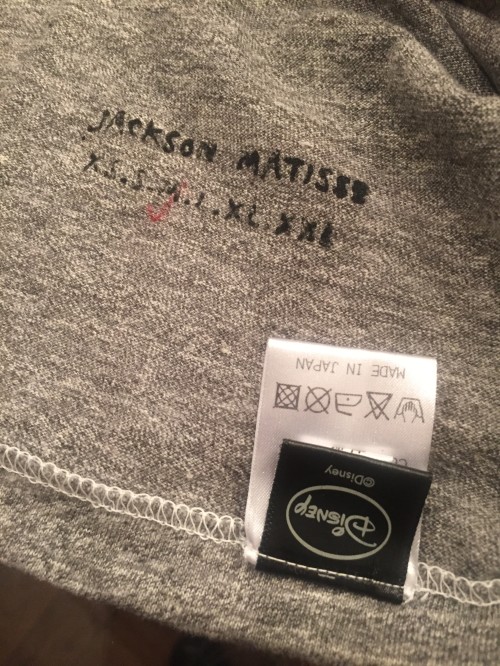 JACKSON MATISSE
XS.S.M.L.XL.XXL
MADE IN JAPAN
©Disney
DISNEY